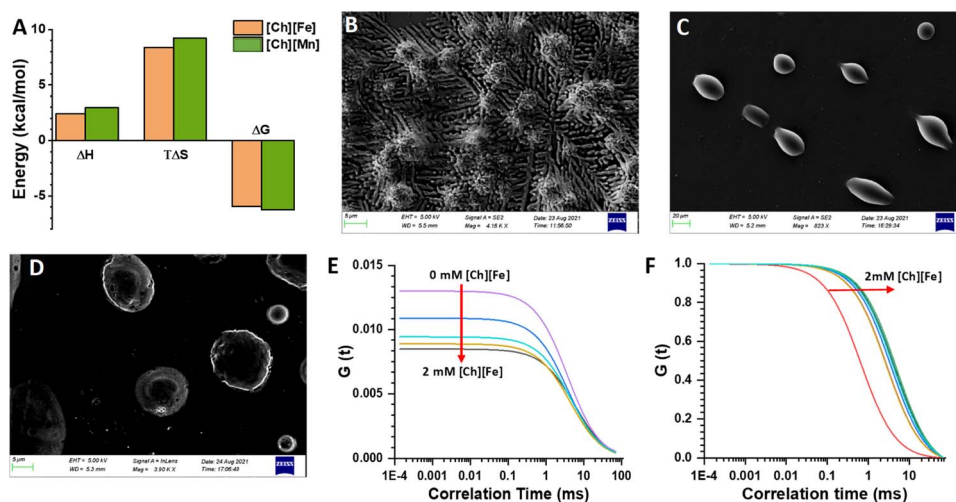 A
[Ch][Fe]
[Ch][Mn]
Energy (kcal/mol)
10
5
0
-5
ΔH
TΔS
ΔG
B
5 µm
EHT = 5.00 kV
WD = 5.5 mm
Signal A = SE2
Mag = 4.16 K X
Date: 23 Aug 2021
Time: 11:56:50
ZEISS
C
20 µm
EHT = 5.00 kV
WD = 5.2 mm
Signal A = SE2
Mag = 823 X
Date: 23 Aug 2021
Time: 16:29:34
ZEISS
D
5 µm
EHT = 5.00 kV
WD = 5.3 mm
Signal A = InLens
Mag = 3.90 K X
Date: 24 Aug 2021
Time: 17:06:49
ZEISS
E
0 mM [Ch][Fe]
2 mM [Ch][Fe]
G (t)
0.015
0.010
0.005
0.000
1E-4 0.001 0.01 0.1 1 10 100
Correlation Time (ms)
F
2mM [Ch][Fe]
G (t)
1.0
0.8
0.6
0.4
0.2
0.0
1E-4 0.001 0.01 0.1 1 10
Correlation time (ms)